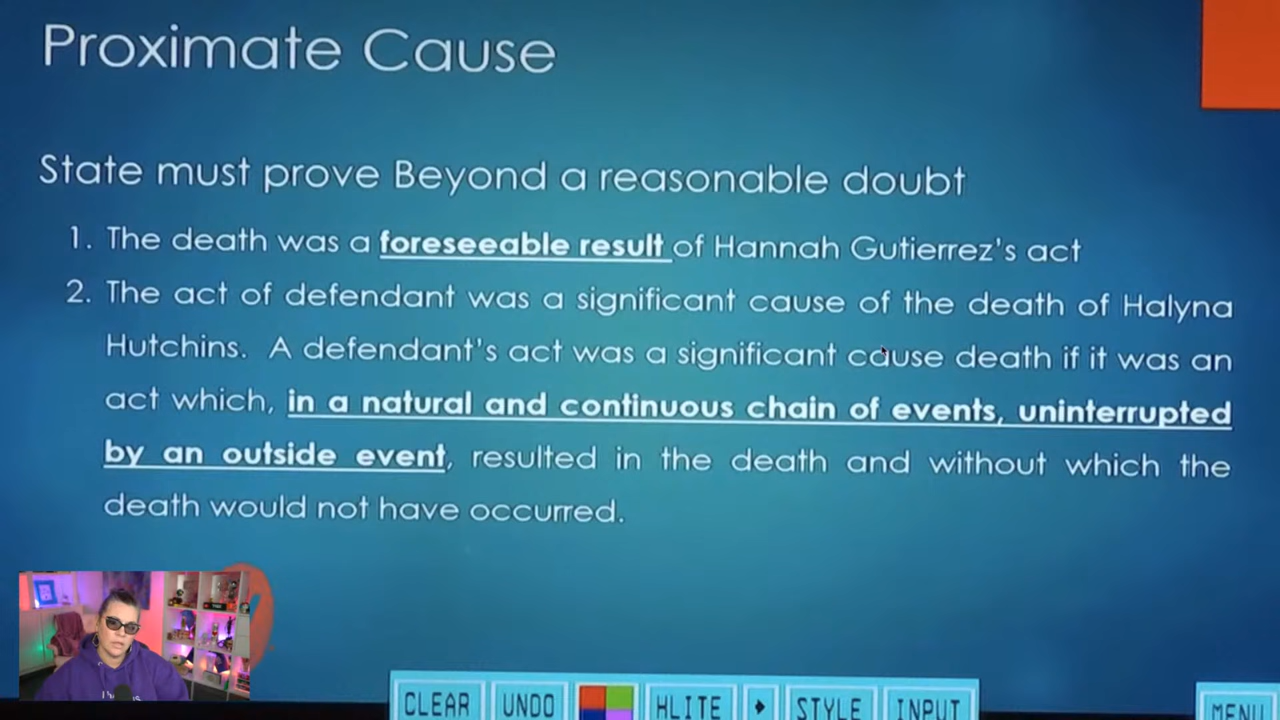 Proximate Cause
State must prove Beyond a reasonable doubt
1. The death was a foreseeable result of Hannah Gutierrez's act
2. The act of defendant was a significant cause of the death of Halyna
Hutchins. A defendant's act was a significant cause death if it was an
act which, in a natural and continuous chain of events, uninterrupted
by an outside event, resulted in the death and without which the
death would not have occurred.
CLEAR UNDO HLITE STYLE INPUT MENU